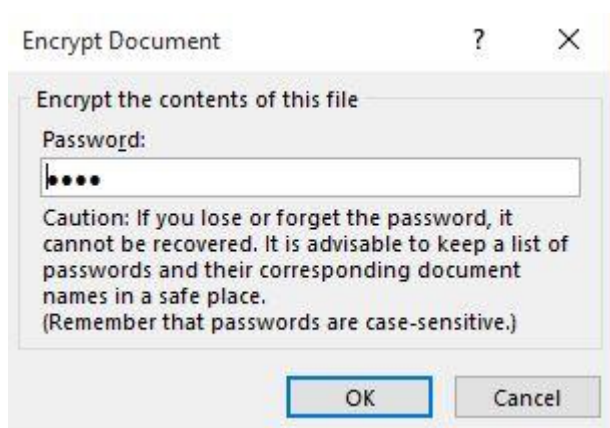 Encrypt Document ? ✕
Encrypt the contents of this file
Password:
••••
Caution: If you lose or forget the password, it
cannot be recovered. It is advisable to keep a list of
passwords and their corresponding document
names in a safe place.
(Remember that passwords are case-sensitive.)
OK Cancel